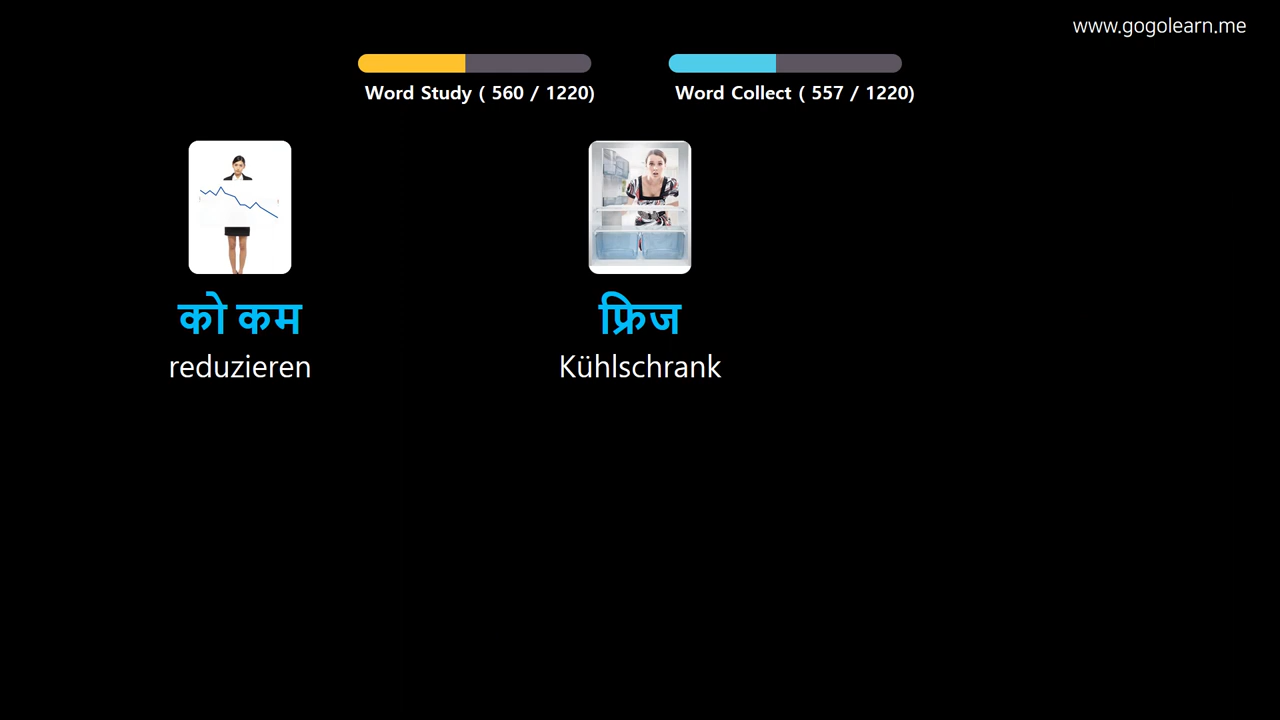 www.gogolearn.me
Word Study ( 560 / 1220)
Word Collect ( 557 / 1220)
को कम
reduzieren
फ्रिज
Kühlschrank